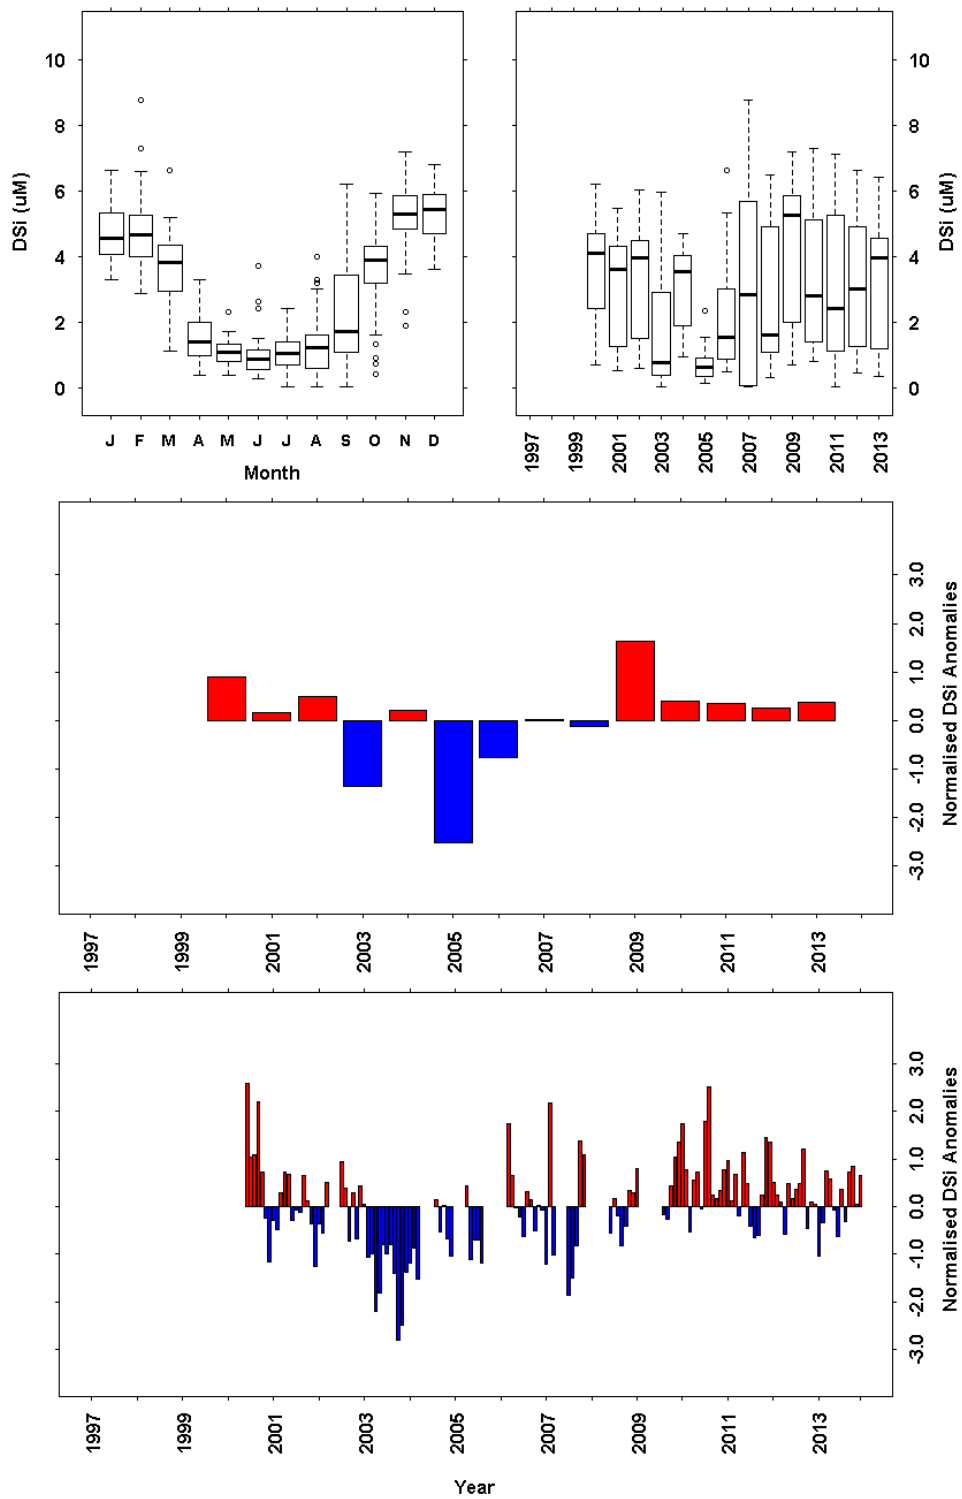 10
8
6
4
2
0
DSi (uM)
J F M A M J J A S O N D
Month
10
8
6
4
2
0
DSi (uM)
1997 1999 2001 2003 2005 2007 2009 2011 2013
3.0
2.0
1.0
0.0
-1.0
-2.0
-3.0
Normalised DSi Anomalies
1997 1999 2001 2003 2005 2007 2009 2011 2013
3.0
2.0
1.0
0.0
-1.0
-2.0
-3.0
Normalised DSi Anomalies
1997 1999 2001 2003 2005 2007 2009 2011 2013
Year